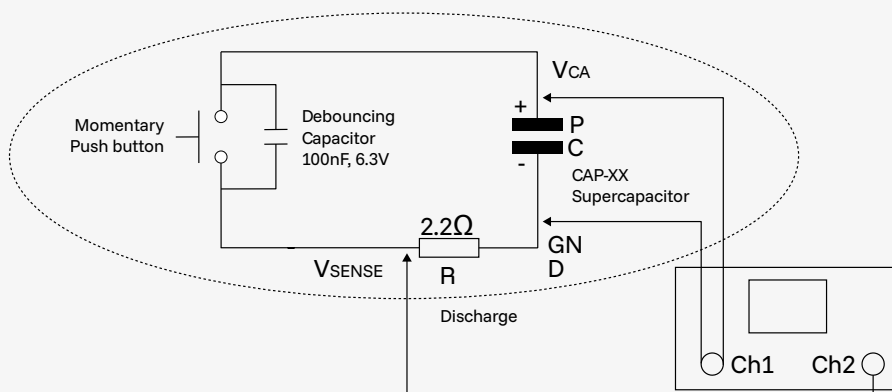 VCA
+
P
C
-
Momentary
Push button
Debouncing
Capacitor
100nF, 6.3V
CAP-XX
Supercapacitor
2.2Ω
GN
D
VSENSE
R
Discharge
Ch1
Ch2